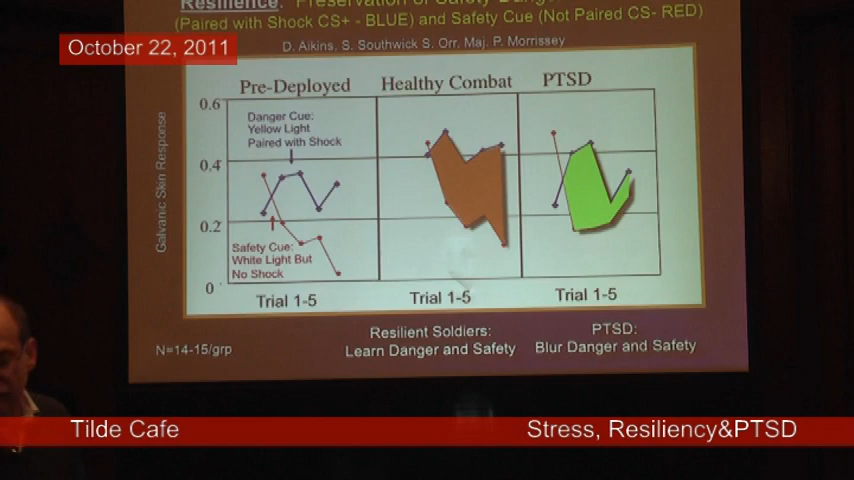 Resilience: Preservation of Safety
(Paired with Shock CS+ - BLUE) and Safety Cue (Not Paired CS- RED)
D. Aikins, S. Southwick S. Orr, Maj. P. Morrissey
October 22, 2011
Pre-Deployed
Healthy Combat
PTSD
Galvanic Skin Response
0.6
0.4
0.2
0
Danger Cue:
Yellow Light
Paired with Shock
Safety Cue:
White Light But
No Shock
Trial 1-5
Trial 1-5
Trial 1-5
N=14-15/grp
Resilient Soldiers:
Learn Danger and Safety
PTSD:
Blur Danger and Safety
Tilde Cafe
Stress, Resiliency&PTSD